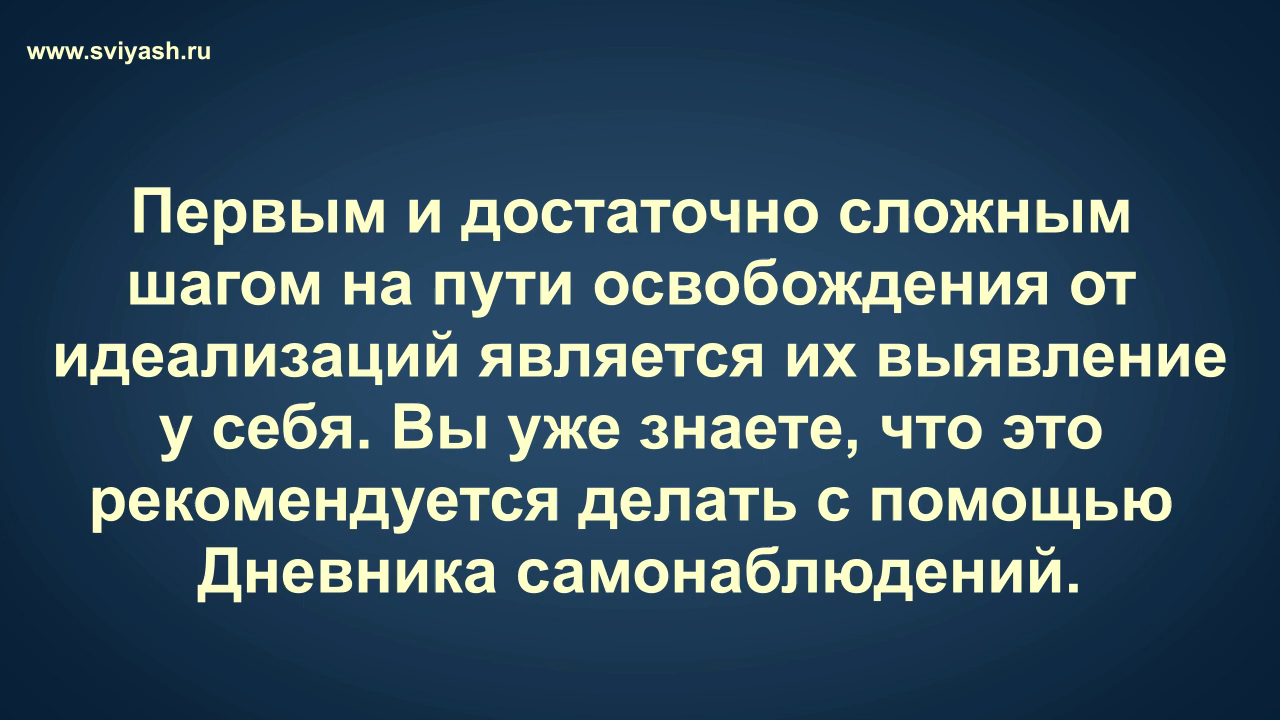 www.sviyash.ru
Первым и достаточно сложным
шагом на пути освобождения от
идеализаций является их выявление
у себя. Вы уже знаете, что это
рекомендуется делать с помощью
Дневника самонаблюдений.